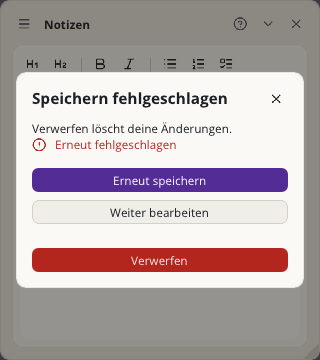 Notizen
H1 H2 B I
Speichern fehlgeschlagen
Verwerfen löscht deine Änderungen.
Erneut fehlgeschlagen
Erneut speichern
Weiter bearbeiten
Verwerfen